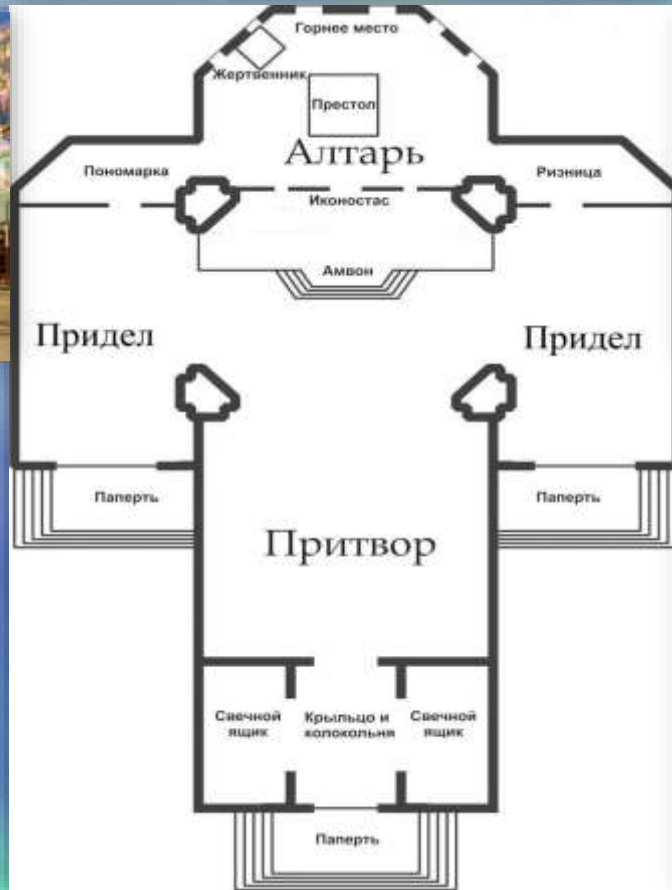 Горнее место
Жертвенник
Престол
Алтарь
Пономарка
Ризница
Иконостас
Амвон
Придел
Придел
Паперть
Паперть
Притвор
Свечной
ящик
Крыльцо и
колокольня
Свечной
ящик
Паперть